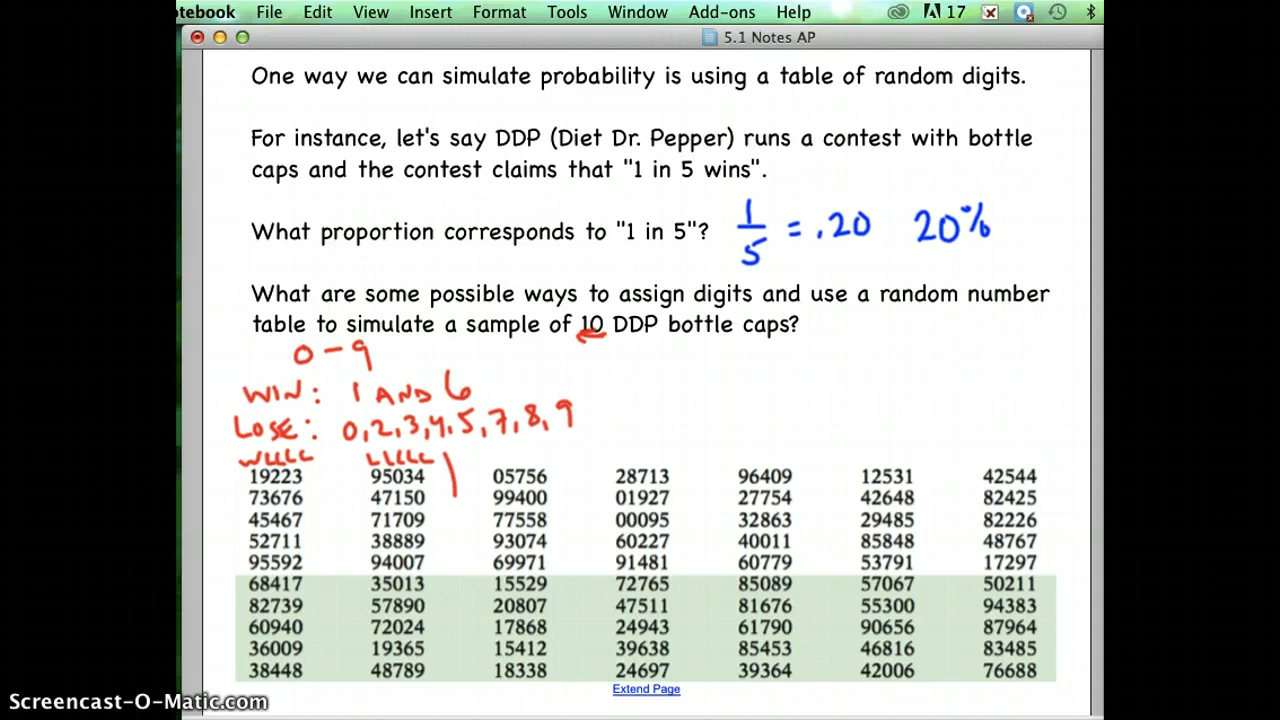 otebook File Edit View Insert Format Tools Window Add-ons Help 17
5.1 Notes AP
One way we can simulate probability is using a table of random digits.
For instance, let's say DDP (Diet Dr. Pepper) runs a contest with bottle
caps and the contest claims that "1 in 5 wins".
What proportion corresponds to "1 in 5"? 1/5 = .20 20%
What are some possible ways to assign digits and use a random number
table to simulate a sample of 10 DDP bottle caps?
0 - 9
WIN: 1 AND 6
LOSE: 0,2,3,4,5,7,8,9
WLLLL LLLLL
19223 95034 05756 28713 96409 12531 42544
73676 47150 99400 01927 27754 42648 82425
45467 71709 77558 00095 32863 29485 82226
52711 38889 93074 60227 40011 85848 48767
95592 94007 69971 91481 60779 53791 17297
68417 35013 15529 72765 85089 57067 50211
82739 57890 20807 47511 81676 55300 94383
60940 72024 17868 24943 61790 90656 87964
36009 19365 15412 39638 85453 46816 83485
38448 48789 18338 24697 39364 42006 76688
Extend Page
Screencast-O-Matic.com